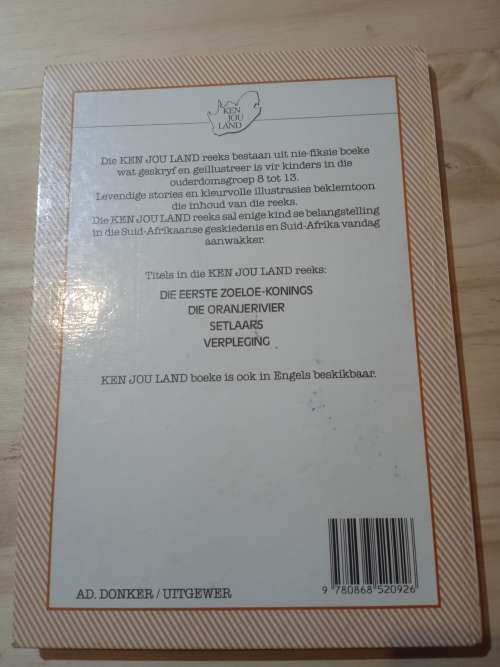 KEN
JOU
LAND
Die KEN JOU LAND reeks bestaan uit nie-fiksie boeke
wat geskryf en geïllustreer is vir kinders in die
ouderdomsgroep 8 tot 13.
Levendige stories en kleurvolle illustrasies beklemtoon
die inhoud van die reeks.
Die KEN JOU LAND reeks sal enige kind se belangstelling
in die Suid-Afrikaanse geskiedenis en Suid-Afrika vandag
aanwakker.
Titels in die KEN JOU LAND reeks:
DIE EERSTE ZOELOE-KONINGS
DIE ORANJERIVIER
SETLAARS
VERPLEGING
KEN JOU LAND boeke is ook in Engels beskikbaar.
AD. DONKER / UITGEWER
9 780868 520926